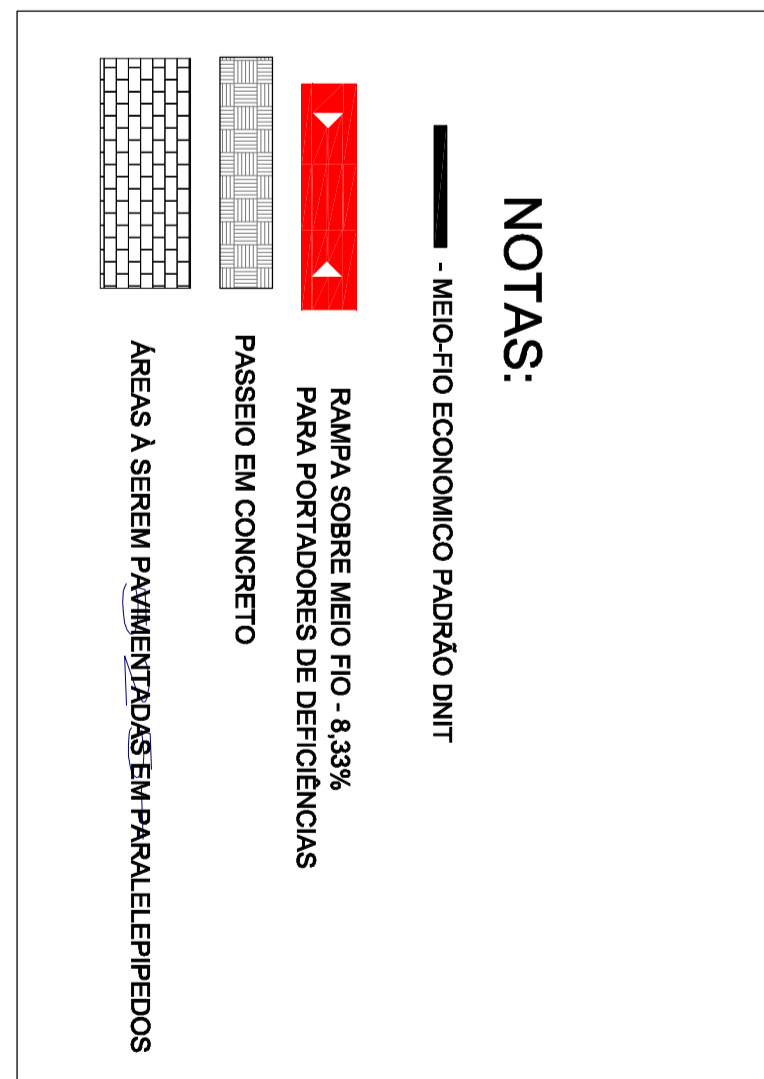 NOTAS:
- MEIO-FIO ECONOMICO PADRÃO DNIT
RAMPA SOBRE MEIO FIO - 8,33%
PARA PORTADORES DE DEFICIÊNCIAS
PASSEIO EM CONCRETO
ÁREAS À SEREM PAVIMENTADAS EM PARALELEPIPEDOS